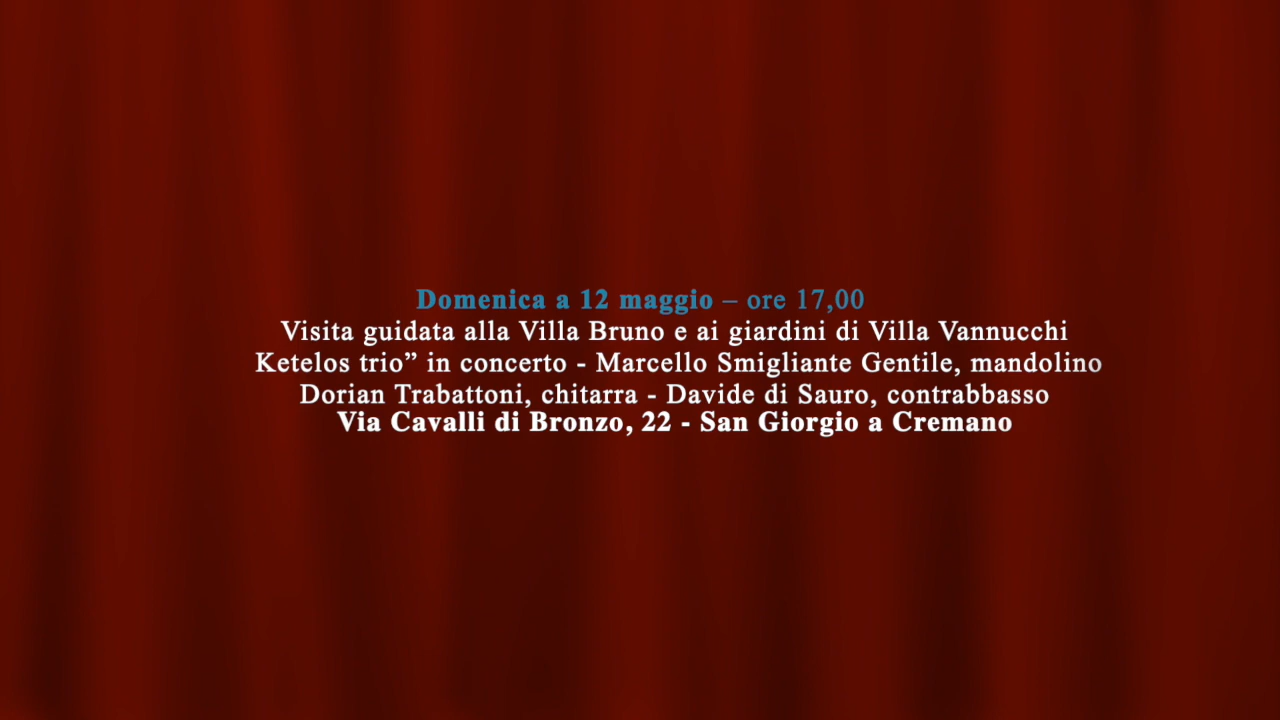 Domenica a 12 maggio – ore 17,00
Visita guidata alla Villa Bruno e ai giardini di Villa Vannucchi
Ketelos trio” in concerto - Marcello Smigliante Gentile, mandolino
Dorian Trabattoni, chitarra - Davide di Sauro, contrabbasso
Via Cavalli di Bronzo, 22 - San Giorgio a Cremano